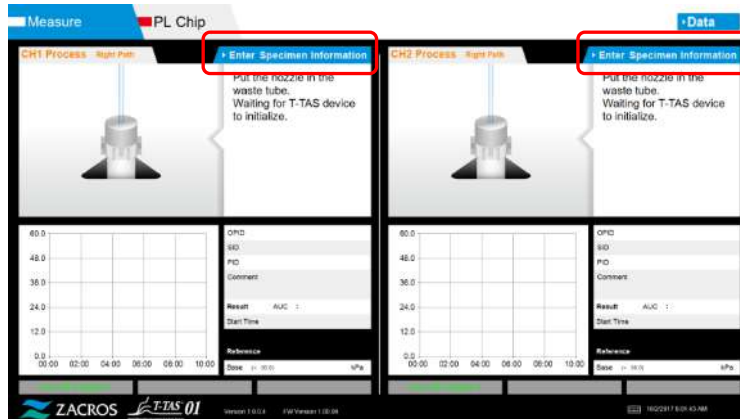 Measure
PL Chip
Data
CH1 Process Right Path
Enter Specimen Information
Put the nozzle in the
waste tube.
Waiting for T-TAS device
to initialize.
60.0
48.0
36.0
24.0
12.0
0.0
00:00 02:00 04:00 06:00 08:00 10:00
OPID
SID
PID
Comment
Result AUC :
Start Time
Reference
Base kPa
CH2 Process Right Path
Enter Specimen Information
Put the nozzle in the
waste tube.
Waiting for T-TAS device
to initialize.
60.0
48.0
36.0
24.0
12.0
0.0
00:00 02:00 04:00 06:00 08:00 10:00
OPID
SID
PID
Comment
Result AUC :
Start Time
Reference
Base kPa
ZACROS T-TAS 01